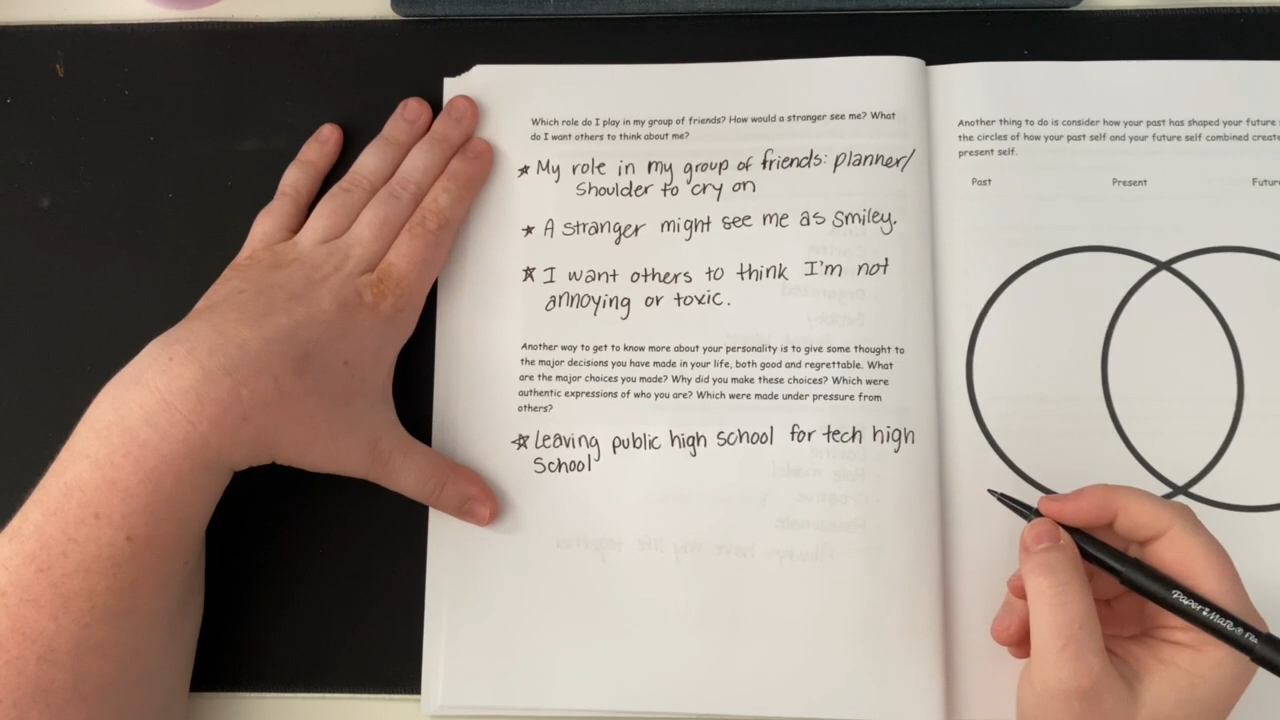 Which role do I play in my group of friends? How would a stranger see me? What
do I want others to think about me?
★ My role in my group of friends: planner/
shoulder to cry on
★ A stranger might see me as smiley.
★ I want others to think I'm not
annoying or toxic.
Another way to get to know more about your personality is to give some thought to
the major decisions you have made in your life, both good and regrettable. What
are the major choices you made? Why did you make these choices? Which were
authentic expressions of who you are? Which were made under pressure from
others?
★ Leaving public high school for tech high
school
Another thing to do is consider how your past has shaped your future
the circles of how your past self and your future self combined
present self.
Past Present
Paper Mate®